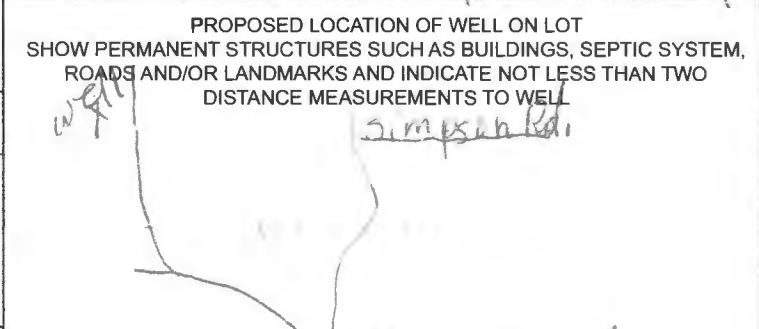 PROPOSED LOCATION OF WELL ON LOT
SHOW PERMANENT STRUCTURES SUCH AS BUILDINGS, SEPTIC SYSTEM,
ROADS AND/OR LANDMARKS AND INDICATE NOT LESS THAN TWO
DISTANCE MEASUREMENTS TO WELL
well
Simpson Rd.